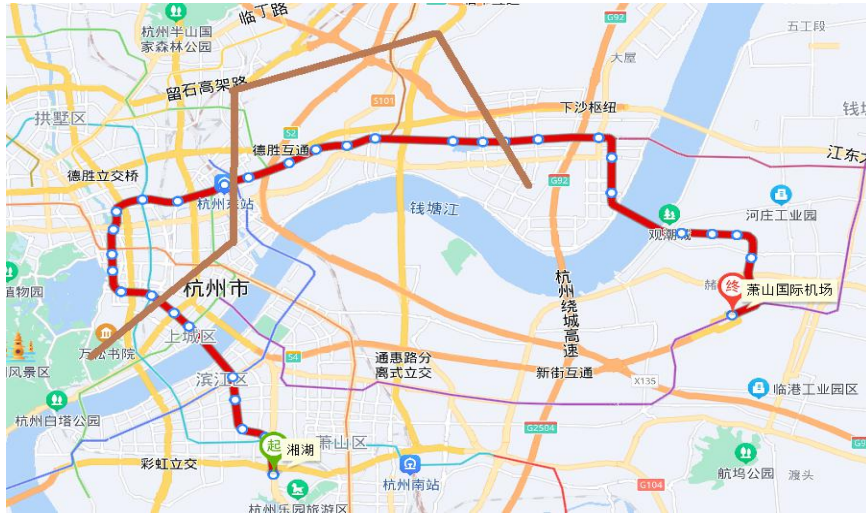 临丁路
G92
五工段
杭州半山国
家森林公园
大屋
留石高架路
S101
下沙枢纽
拱墅区
S2
德胜互通
江东大
德胜立交桥
G92
杭州东站
钱塘江
河庄工业园
观潮城
植物园
杭州市
杭州绕城高速
赭
终
萧山国际机场
上城区
万松书院
风景区
S4
通惠路分
离式立交
滨江区
新街互通
X135
临港工业园区
杭州白塔公园
G2504
起
湘湖
萧山区
彩虹立交
杭州南站
航坞公园
渡头
G104
杭州乐园旅游区